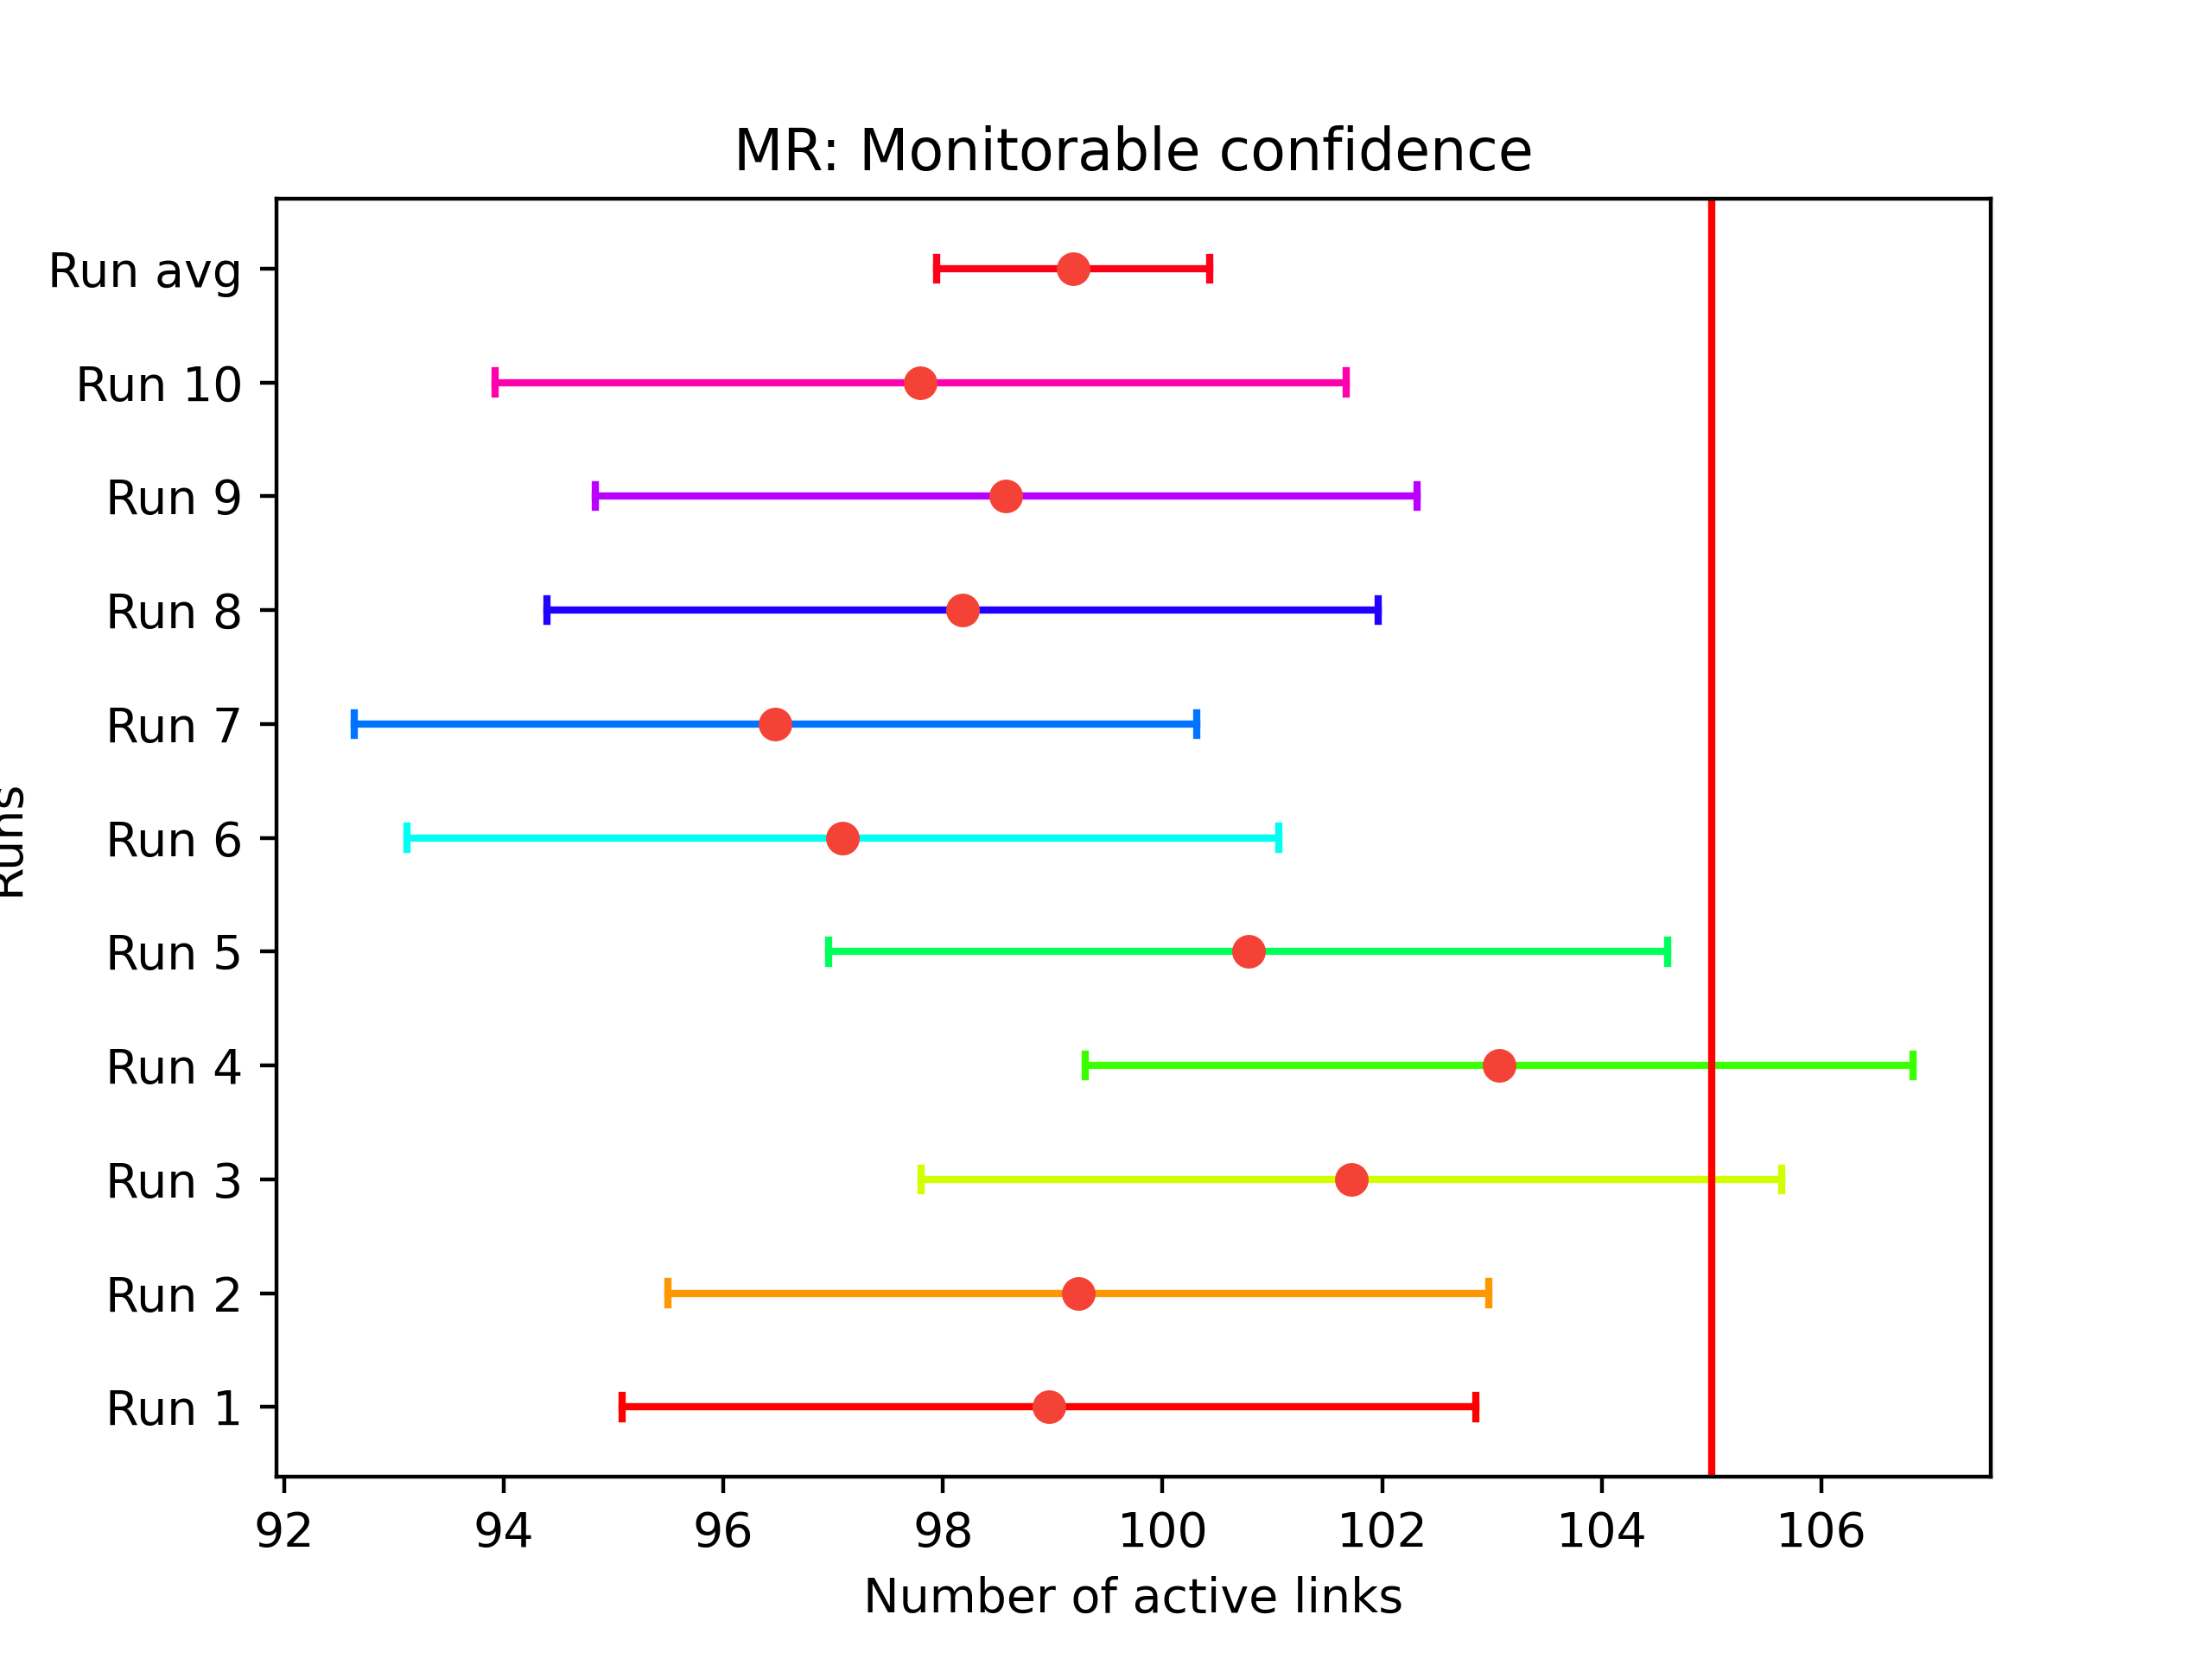 MR: Monitorable confidence
Run avg
Run 10
Run 9
Run 8
Run 7
Run 6
Run 5
Run 4
Run 3
Run 2
Run 1
Runs
92 94 96 98 100 102 104 106
Number of active links